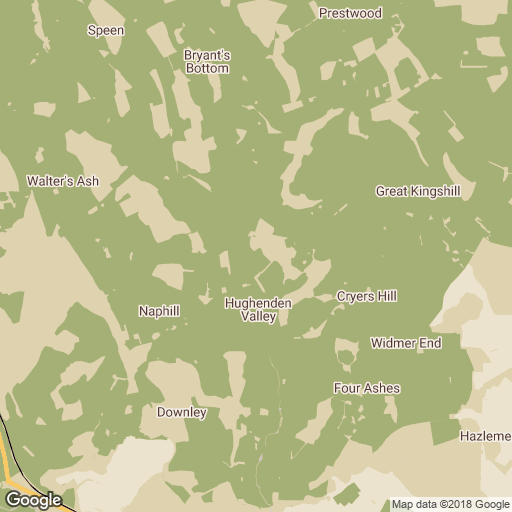 Prestwood
Speen
Bryant's
Bottom
Walter's Ash
Great Kingshill
Hughenden
Valley
Cryers Hill
Naphill
Widmer End
Four Ashes
Downley
Hazleme
Google
Map data ©2018 Google